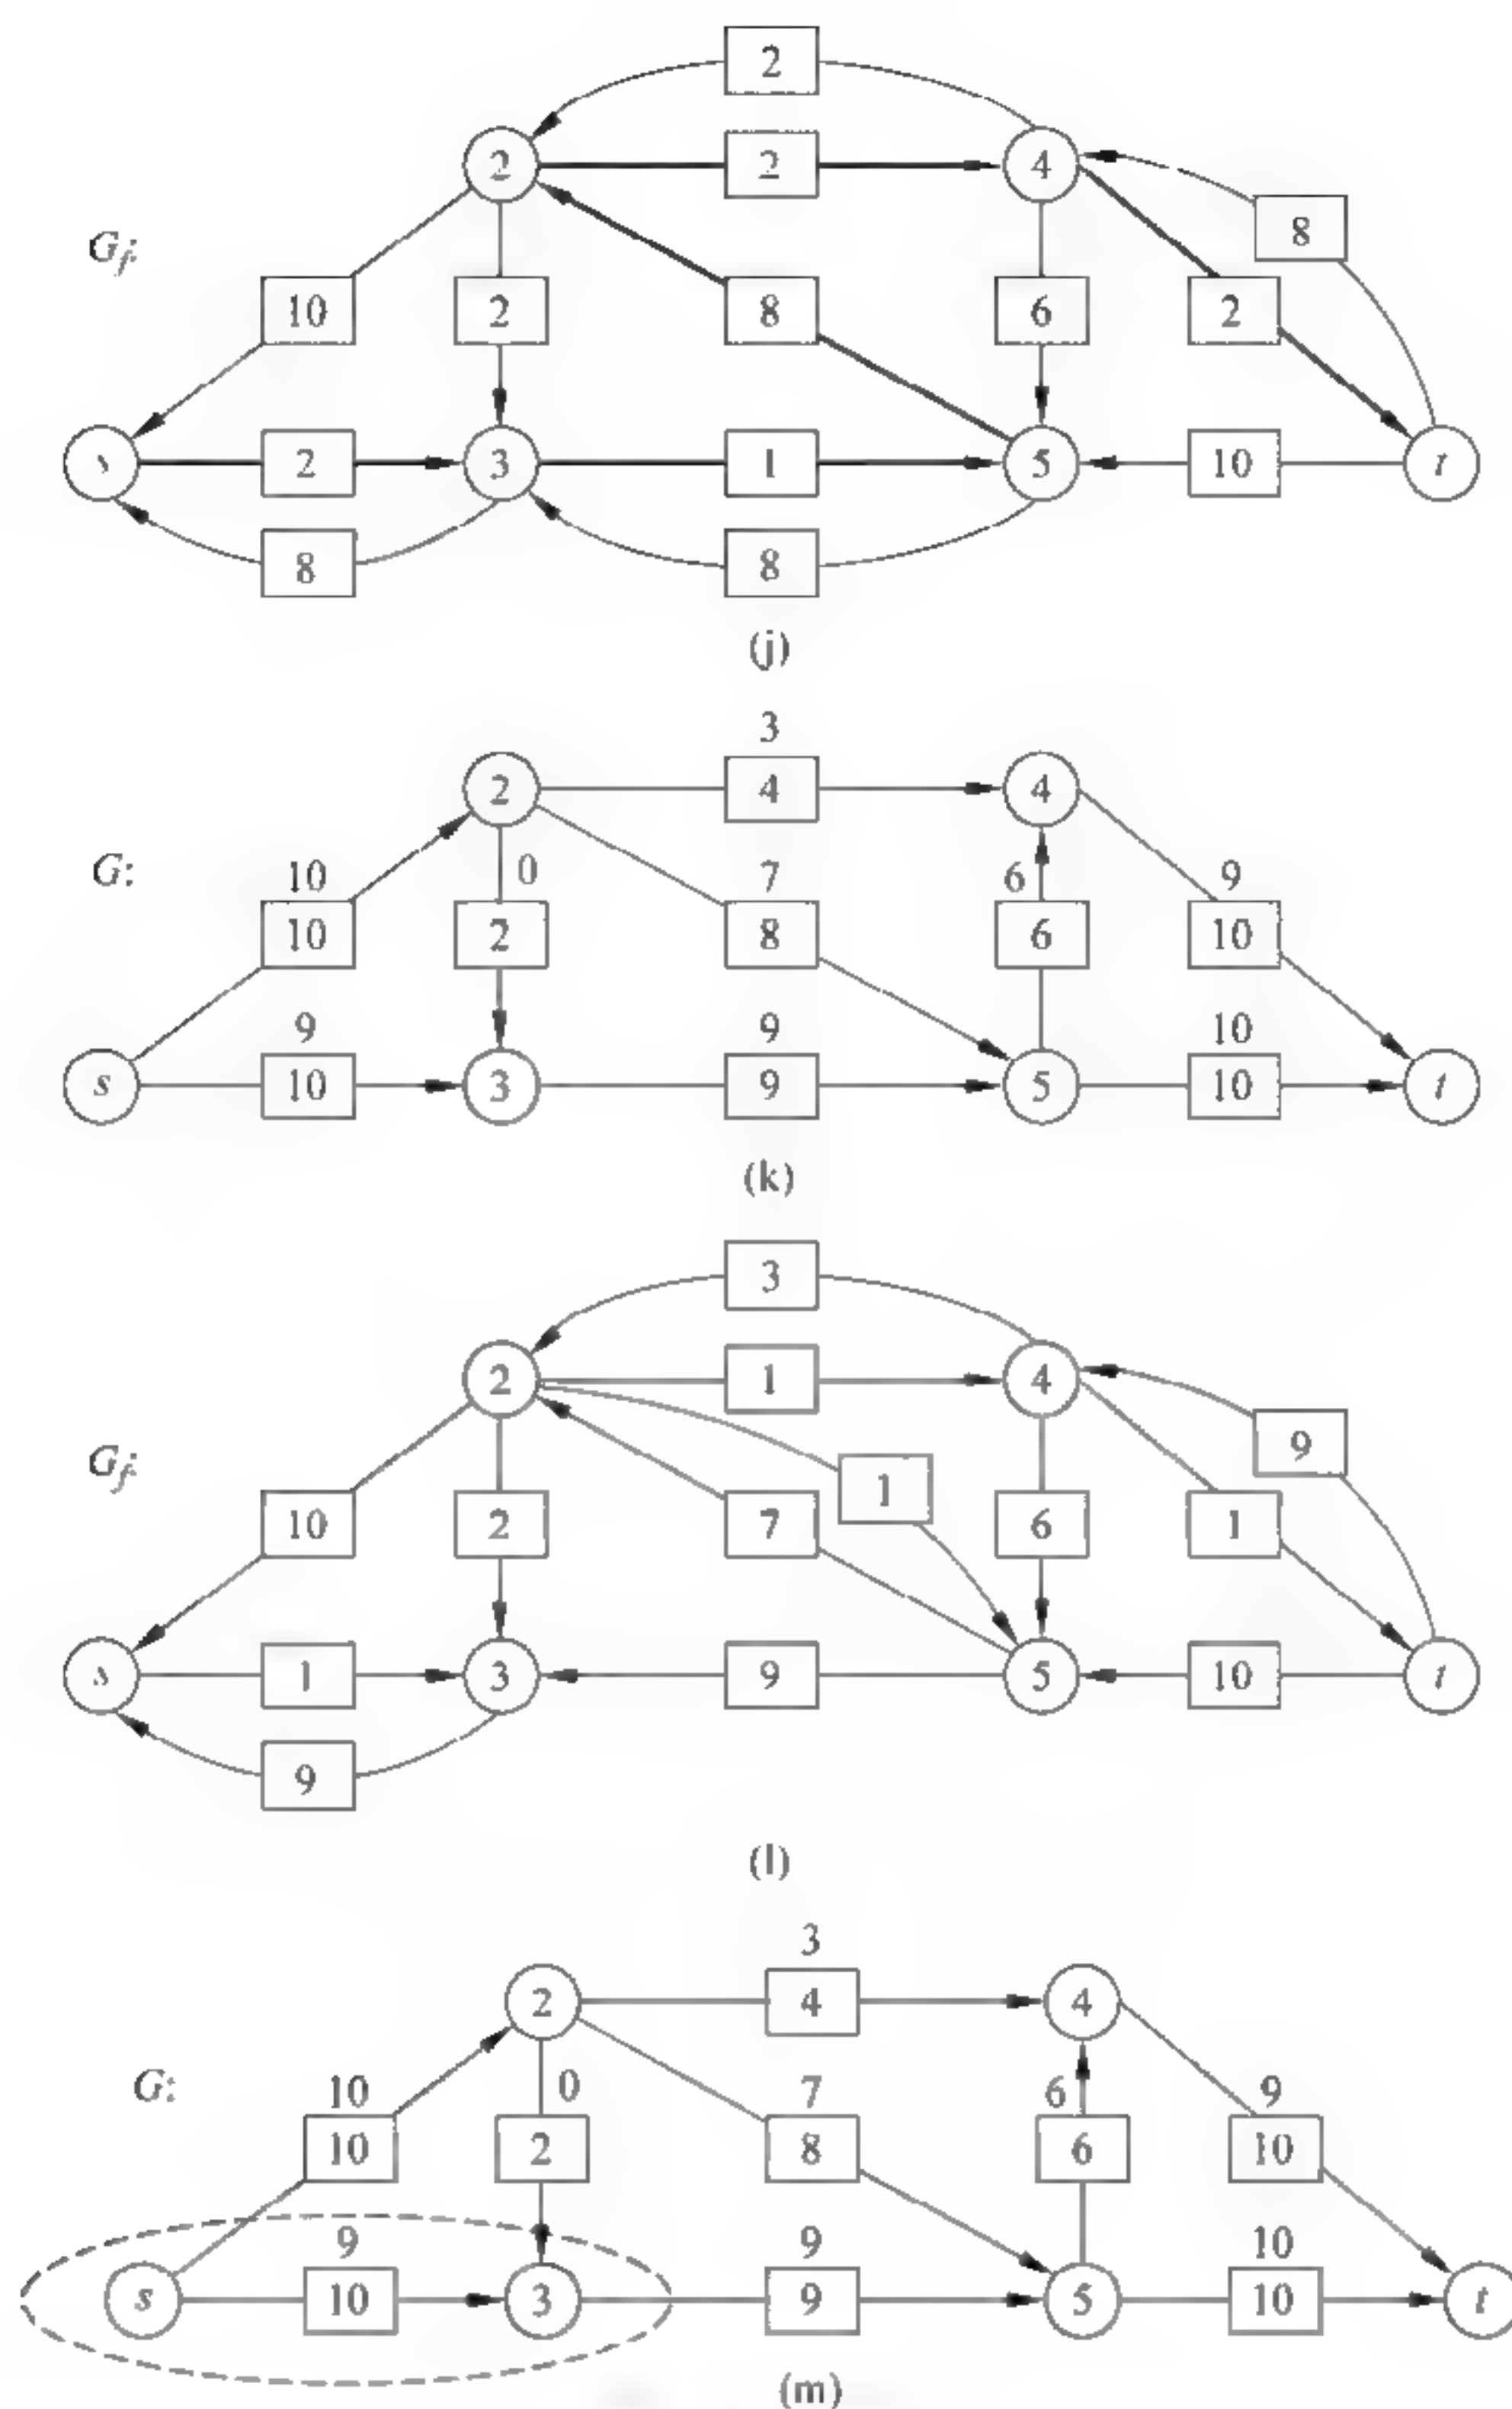 2
2 2 4
8
G_f:
10 2 8 6 2
s 2 3 1 5 10 t
8 8
(j)
3
2 4 4
G: 10 0 7 6 9
10 2 8 6 10
9 9 10
s 10 3 9 5 10 t
(k)
3
2 1 4
G_f: 9
1
10 2 7 6 1
s 1 3 9 5 10 t
9
(l)
3
2 4 4
G: 10 0 7 6 9
10 2 8 6 10
9 9 10
s 10 3 9 5 10 t
(m)